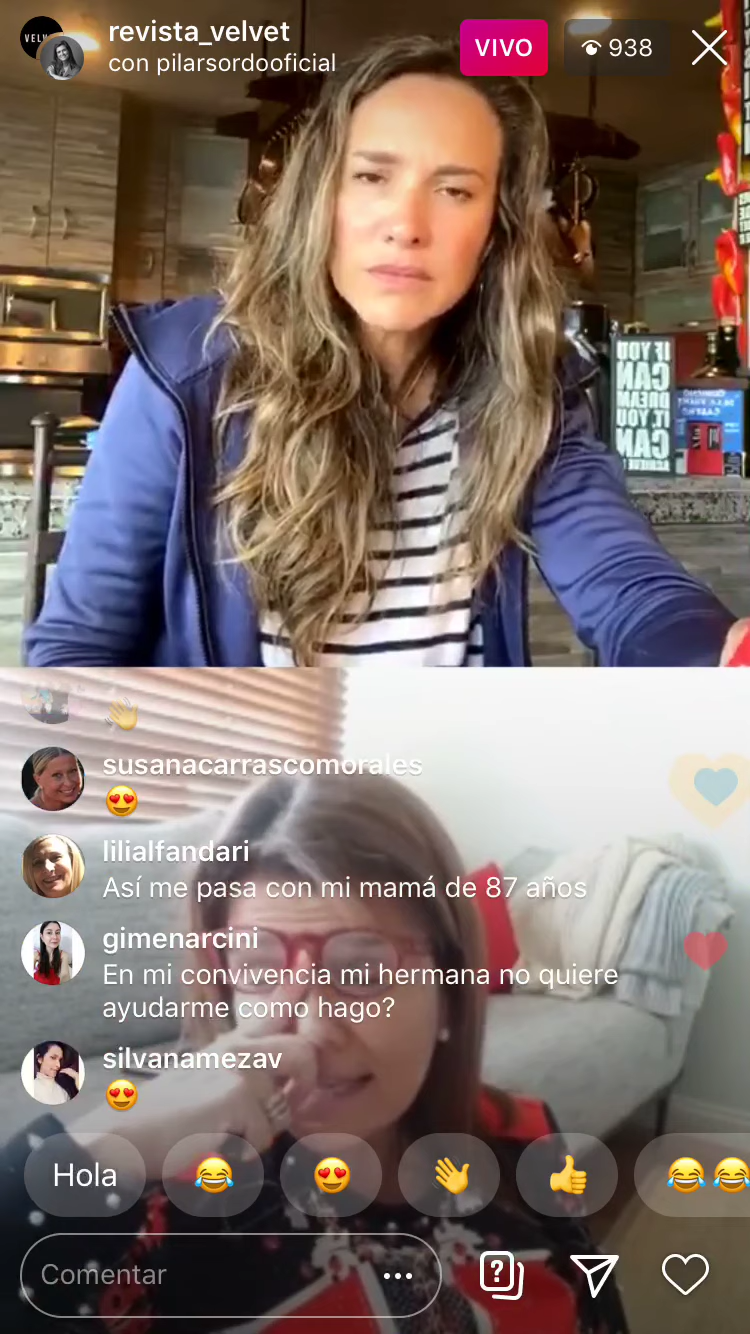 revista_velvet
con pilarsordooficial
VIVO
938
IF YOU
CAN
DREAM
IT, YOU
CAN
ACHIEVE
susanacarrascomorales
😍
lilialfandari
Así me pasa con mi mamá de 87 años
gimenarcini
En mi convivencia mi hermana no quiere
ayudarme como hago?
silvanamezav
😍
Hola
Comentar